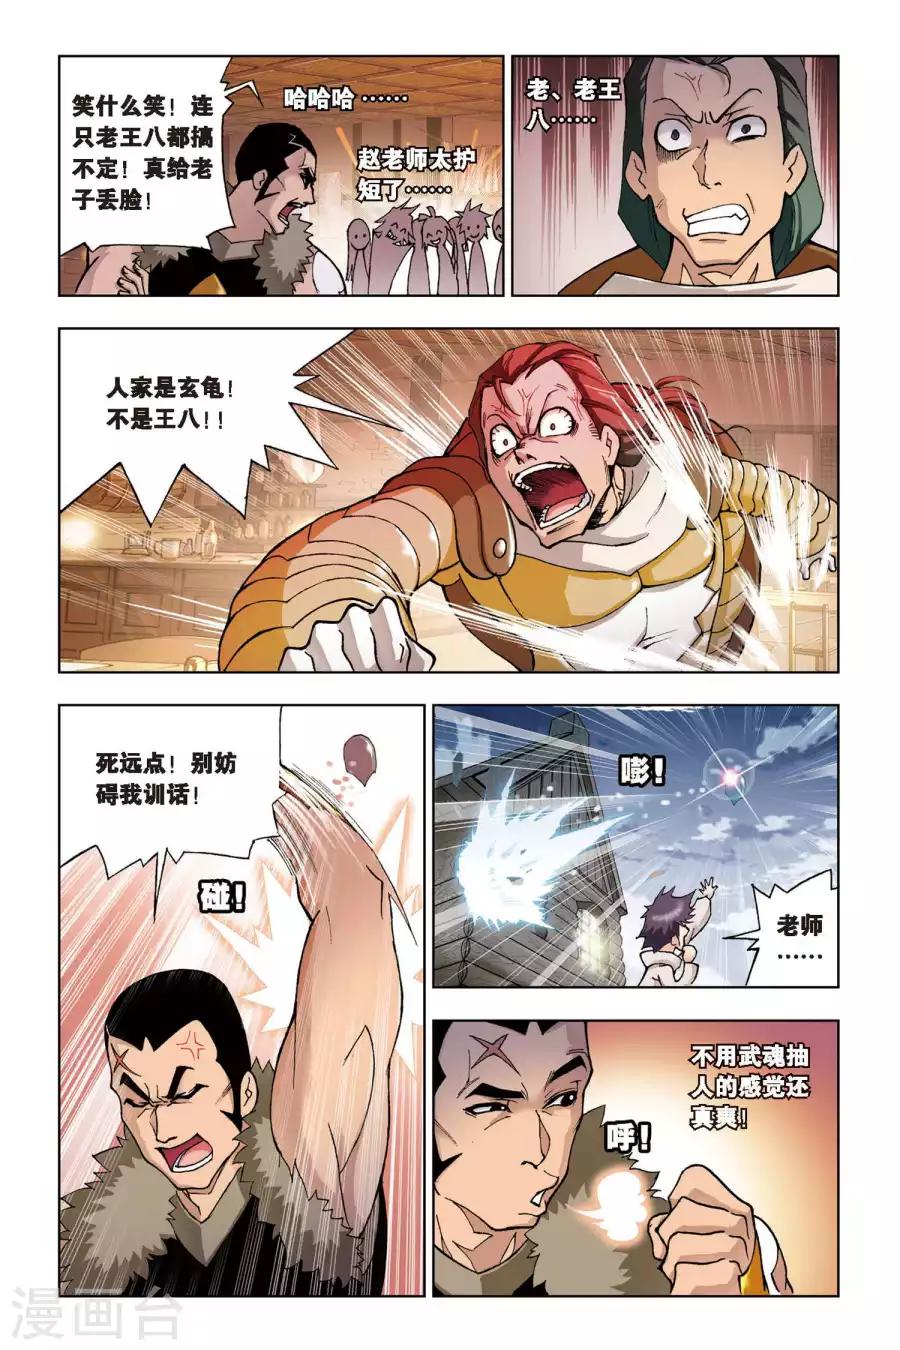 笑什么笑！连
只老王八都搞
不定！真给老
子丢脸！
哈哈哈……
赵老师太护
短了……
老、老王
八……
人家是玄龟！
不是王八！！
死远点！别妨
碍我训话！
碰！
嘭！
老师
……
不用武魂抽
人的感觉还
真爽！
呼！
漫画台